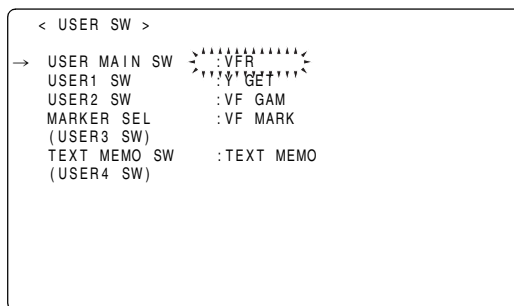 < USER SW >
→ USER MAIN SW :VFR
USER1 SW :Y GET
USER2 SW :VF GAM
MARKER SEL :VF MARK
(USER3 SW)
TEXT MEMO SW :TEXT MEMO
(USER4 SW)